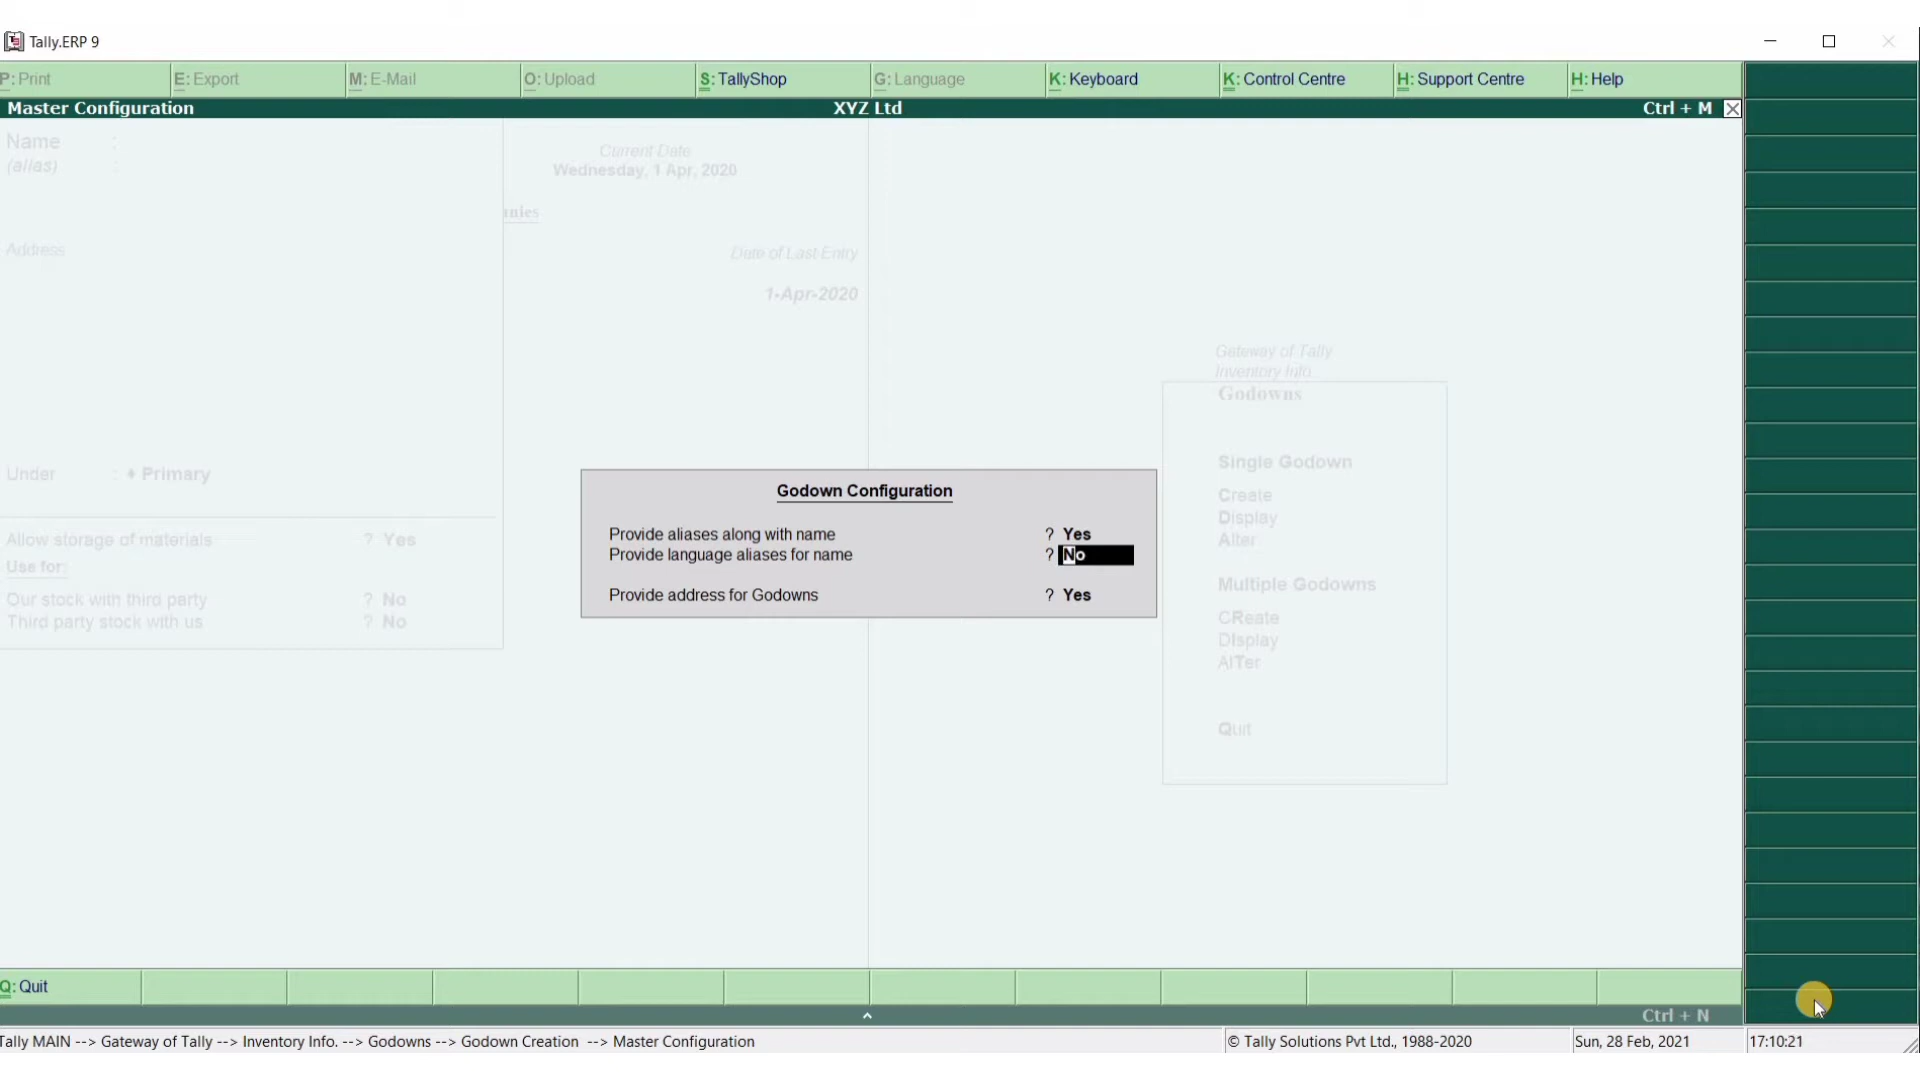 Tally.ERP 9
P: Print E: Export M: E-Mail O: Upload S: TallyShop G: Language K: Keyboard K: Control Centre H: Support Centre H: Help
Master Configuration XYZ Ltd Ctrl + M
Name :
(alias) :
Current Date
Wednesday, 1 Apr, 2020
nies
Address
Date of Last Entry
1-Apr-2020
Gateway of Tally
Inventory Info.
Godowns
Single Godown
Create
Display
Alter
Multiple Godowns
CReate
DIsplay
AlTer
Quit
Under : ♦ Primary
Allow storage of materials ? Yes
Use for:
Our stock with third party ? No
Third party stock with us ? No
Godown Configuration
Provide aliases along with name ? Yes
Provide language aliases for name ? No
Provide address for Godowns ? Yes
Q: Quit
Ctrl + N
Tally MAIN --> Gateway of Tally --> Inventory Info. --> Godowns --> Godown Creation --> Master Configuration © Tally Solutions Pvt Ltd., 1988-2020 Sun, 28 Feb, 2021 17:10:21